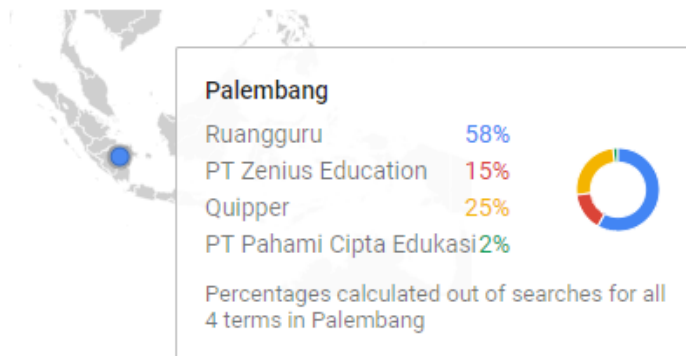 Palembang
Ruangguru 58%
PT Zenius Education 15%
Quipper 25%
PT Pahami Cipta Edukasi 2%
Percentages calculated out of searches for all
4 terms in Palembang